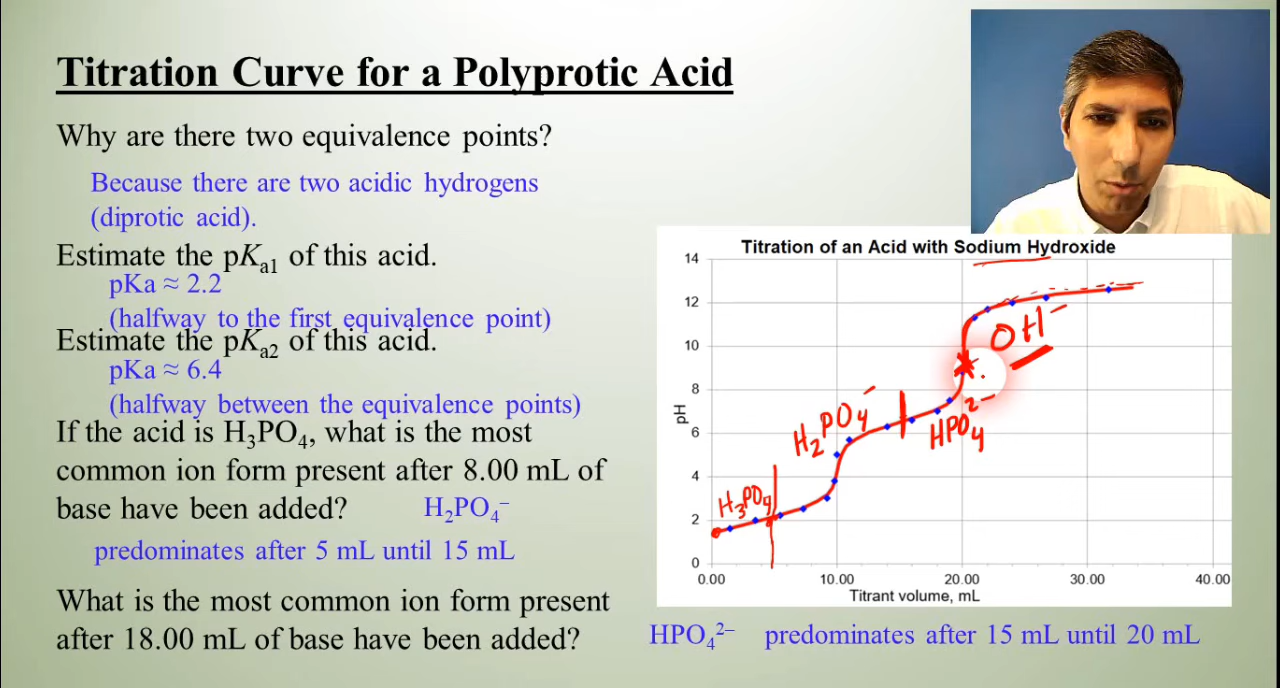 Titration Curve for a Polyprotic Acid
Why are there two equivalence points?
Because there are two acidic hydrogens
(diprotic acid).
Estimate the pKₐ₁ of this acid.
pKa ≈ 2.2
(halfway to the first equivalence point)
Estimate the pKₐ₂ of this acid.
pKa ≈ 6.4
(halfway between the equivalence points)
If the acid is H₃PO₄, what is the most
common ion form present after 8.00 mL of
base have been added? H₂PO₄⁻
predominates after 5 mL until 15 mL
What is the most common ion form present
after 18.00 mL of base have been added?
HPO₄²⁻ predominates after 15 mL until 20 mL
Titration of an Acid with Sodium Hydroxide
14
12
10
8
6
4
2
0
pH
0.00 10.00 20.00 30.00 40.00
Titrant volume, mL
H₃PO₄
H₂PO₄⁻
HPO₄²⁻
OH⁻